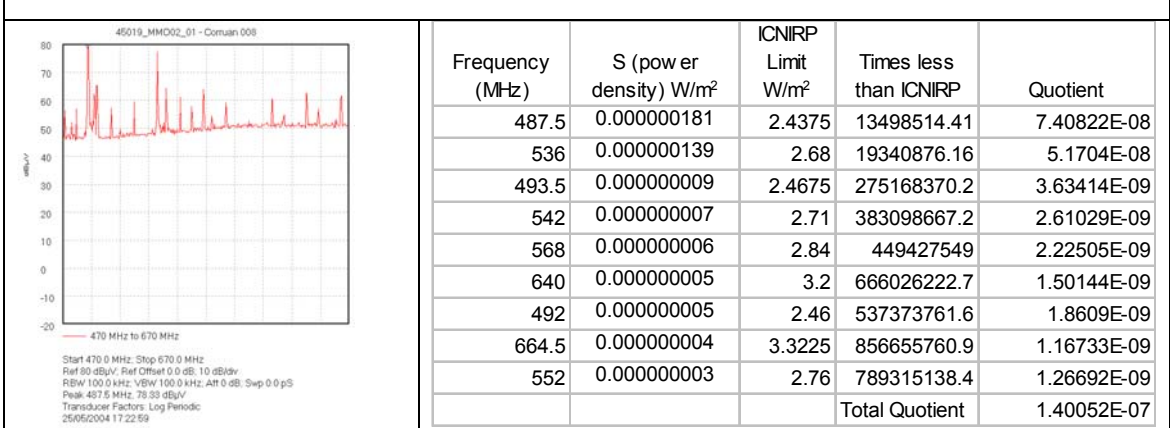 45019_MMO02_01 - Corruan 008
80
70
60
50
40
30
20
10
0
-10
-20
dBµV
470 MHz to 670 MHz
Start 470.0 MHz; Stop 670.0 MHz
Ref 80 dBµV; Ref Offset 0.0 dB; 10 dB/div
RBW 100.0 kHz; VBW 100.0 kHz; Att 0 dB; Swp 0.0 pS
Peak 487.5 MHz, 78.33 dBµV
Transducer Factors: Log Periodic
25/05/2004 17:22:59
Frequency (MHz) S (power density) W/m² ICNIRP Limit W/m² Times less than ICNIRP Quotient
487.5 0.000000181 2.4375 13498514.41 7.40822E-08
536 0.000000139 2.68 19340876.16 5.1704E-08
493.5 0.000000009 2.4675 275168370.2 3.63414E-09
542 0.000000007 2.71 383098667.2 2.61029E-09
568 0.000000006 2.84 449427549 2.22505E-09
640 0.000000005 3.2 666026222.7 1.50144E-09
492 0.000000005 2.46 537373761.6 1.8609E-09
664.5 0.000000004 3.3225 856655760.9 1.16733E-09
552 0.000000003 2.76 789315138.4 1.26692E-09
Total Quotient 1.40052E-07